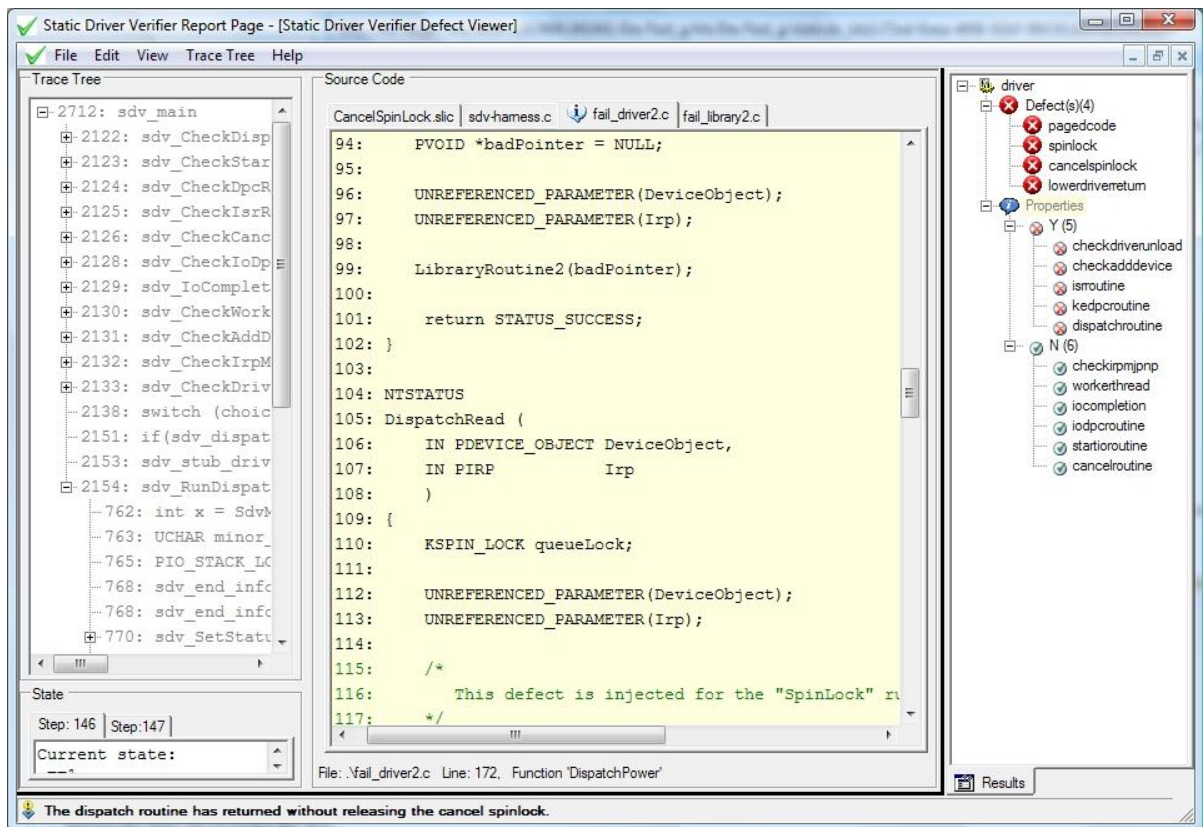 Static Driver Verifier Report Page - [Static Driver Verifier Defect Viewer]
File Edit View Trace Tree Help
Trace Tree
2712: sdv_main
2122: sdv_CheckDisp
2123: sdv_CheckStar
2124: sdv_CheckDpcR
2125: sdv_CheckIsrR
2126: sdv_CheckCanc
2128: sdv_CheckIoDp
2129: sdv_IoComplet
2130: sdv_CheckWork
2131: sdv_CheckAddD
2132: sdv_CheckIrpM
2133: sdv_CheckDriv
2138: switch (choic
2151: if(sdv_dispat
2153: sdv_stub_driv
2154: sdv_RunDispat
762: int x = Sdv
763: UCHAR minor_
765: PIO_STACK_LO
768: sdv_end_info
768: sdv_end_info
770: sdv_SetStatu
State
Step: 146 Step:147
Current state:
Source Code
CancelSpinLock.slic sdv-harness.c fail_driver2.c fail_library2.c
94: PVOID *badPointer = NULL;
95:
96: UNREFERENCED_PARAMETER(DeviceObject);
97: UNREFERENCED_PARAMETER(Irp);
98:
99: LibraryRoutine2(badPointer);
100:
101: return STATUS_SUCCESS;
102: }
103:
104: NTSTATUS
105: DispatchRead (
106: IN PDEVICE_OBJECT DeviceObject,
107: IN PIRP Irp
108: )
109: {
110: KSPIN_LOCK queueLock;
111:
112: UNREFERENCED_PARAMETER(DeviceObject);
113: UNREFERENCED_PARAMETER(Irp);
114:
115: /*
116: This defect is injected for the "SpinLock" ru
117: */
File: .\fail_driver2.c Line: 172, Function 'DispatchPower'
driver
Defect(s)(4)
pagedcode
spinlock
cancelspinlock
lowerdriverreturn
Properties
Y (5)
checkdriverunload
checkadddevice
isrroutine
kedpcroutine
dispatchroutine
N (6)
checkirpmjpnp
workerthread
iocompletion
iodpcroutine
startioroutine
cancelroutine
Results
The dispatch routine has returned without releasing the cancel spinlock.